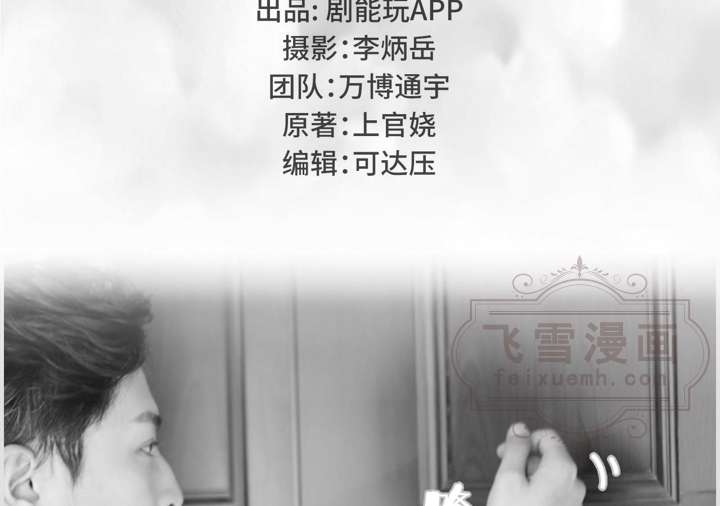 出品: 剧能玩APP
摄影：李炳岳
团队：万博通宇
原著：上官娆
编辑：可达压
飞雪漫画
feixuemh.com